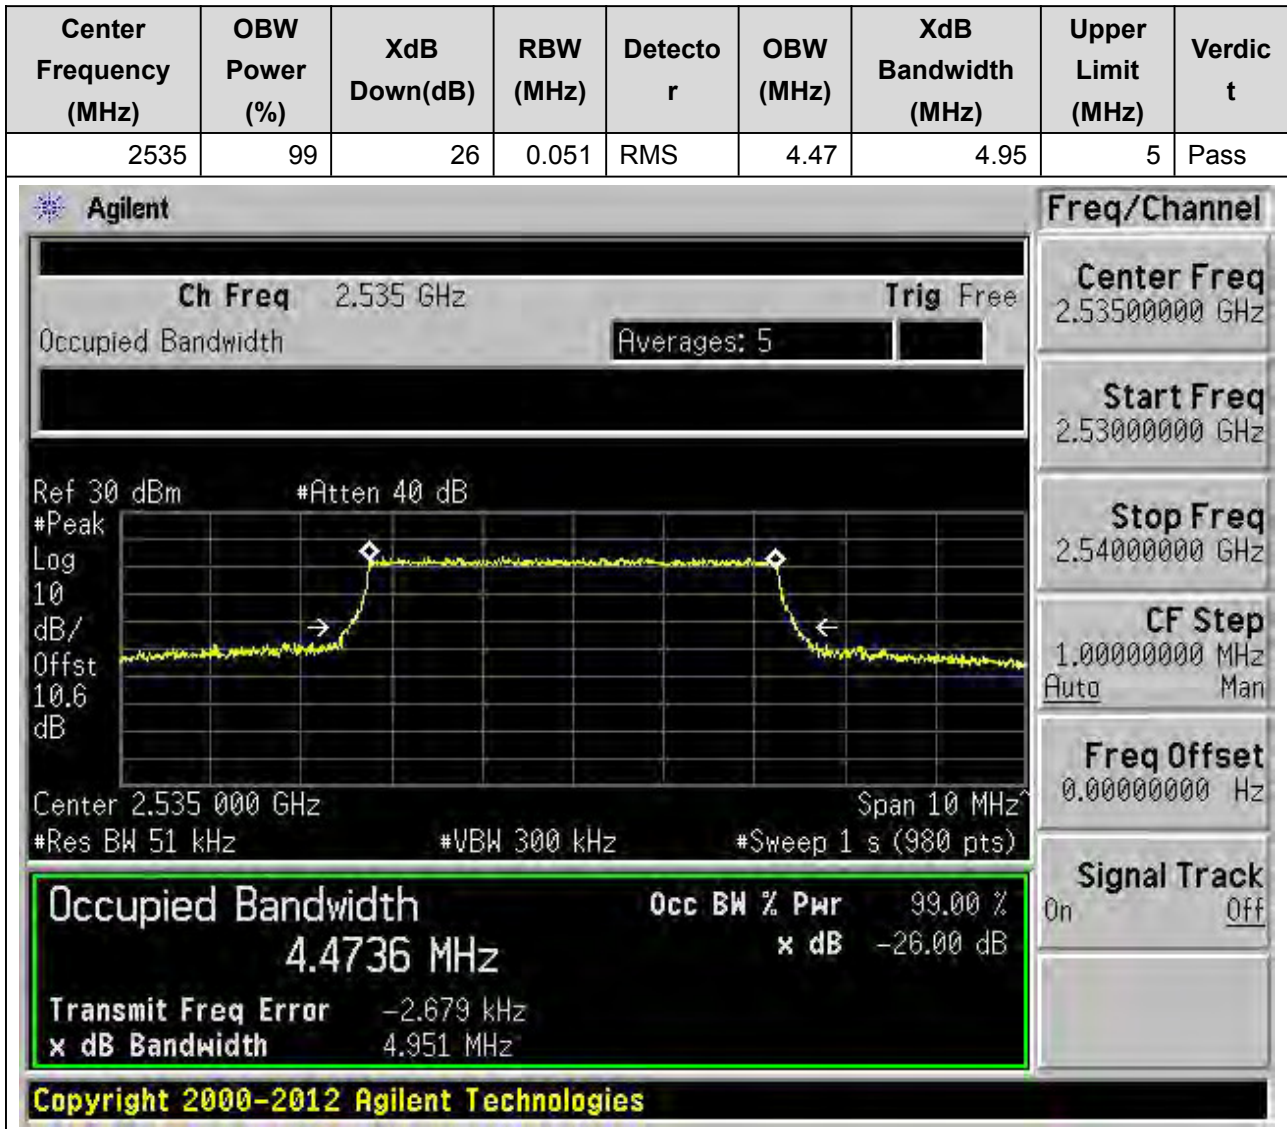 Center Frequency (MHz) OBW Power (%) XdB Down(dB) RBW (MHz) Detecto r OBW (MHz) XdB Bandwidth (MHz) Upper Limit (MHz) Verdic t
2535 99 26 0.051 RMS 4.47 4.95 5 Pass
Agilent
Freq/Channel
Ch Freq 2.535 GHz Trig Free
Occupied Bandwidth Averages: 5
Center Freq
2.53500000 GHz
Start Freq
2.53000000 GHz
Stop Freq
2.54000000 GHz
CF Step
1.00000000 MHz
Auto Man
Freq Offset
0.00000000 Hz
Signal Track
On Off
Ref 30 dBm #Atten 40 dB
#Peak
Log
10
dB/
Offst
10.6
dB
Center 2.535 000 GHz Span 10 MHz^
#Res BW 51 kHz #VBW 300 kHz #Sweep 1 s (980 pts)
Occupied Bandwidth Occ BW % Pwr 99.00 %
4.4736 MHz x dB -26.00 dB
Transmit Freq Error -2.679 kHz
x dB Bandwidth 4.951 MHz
Copyright 2000-2012 Agilent Technologies